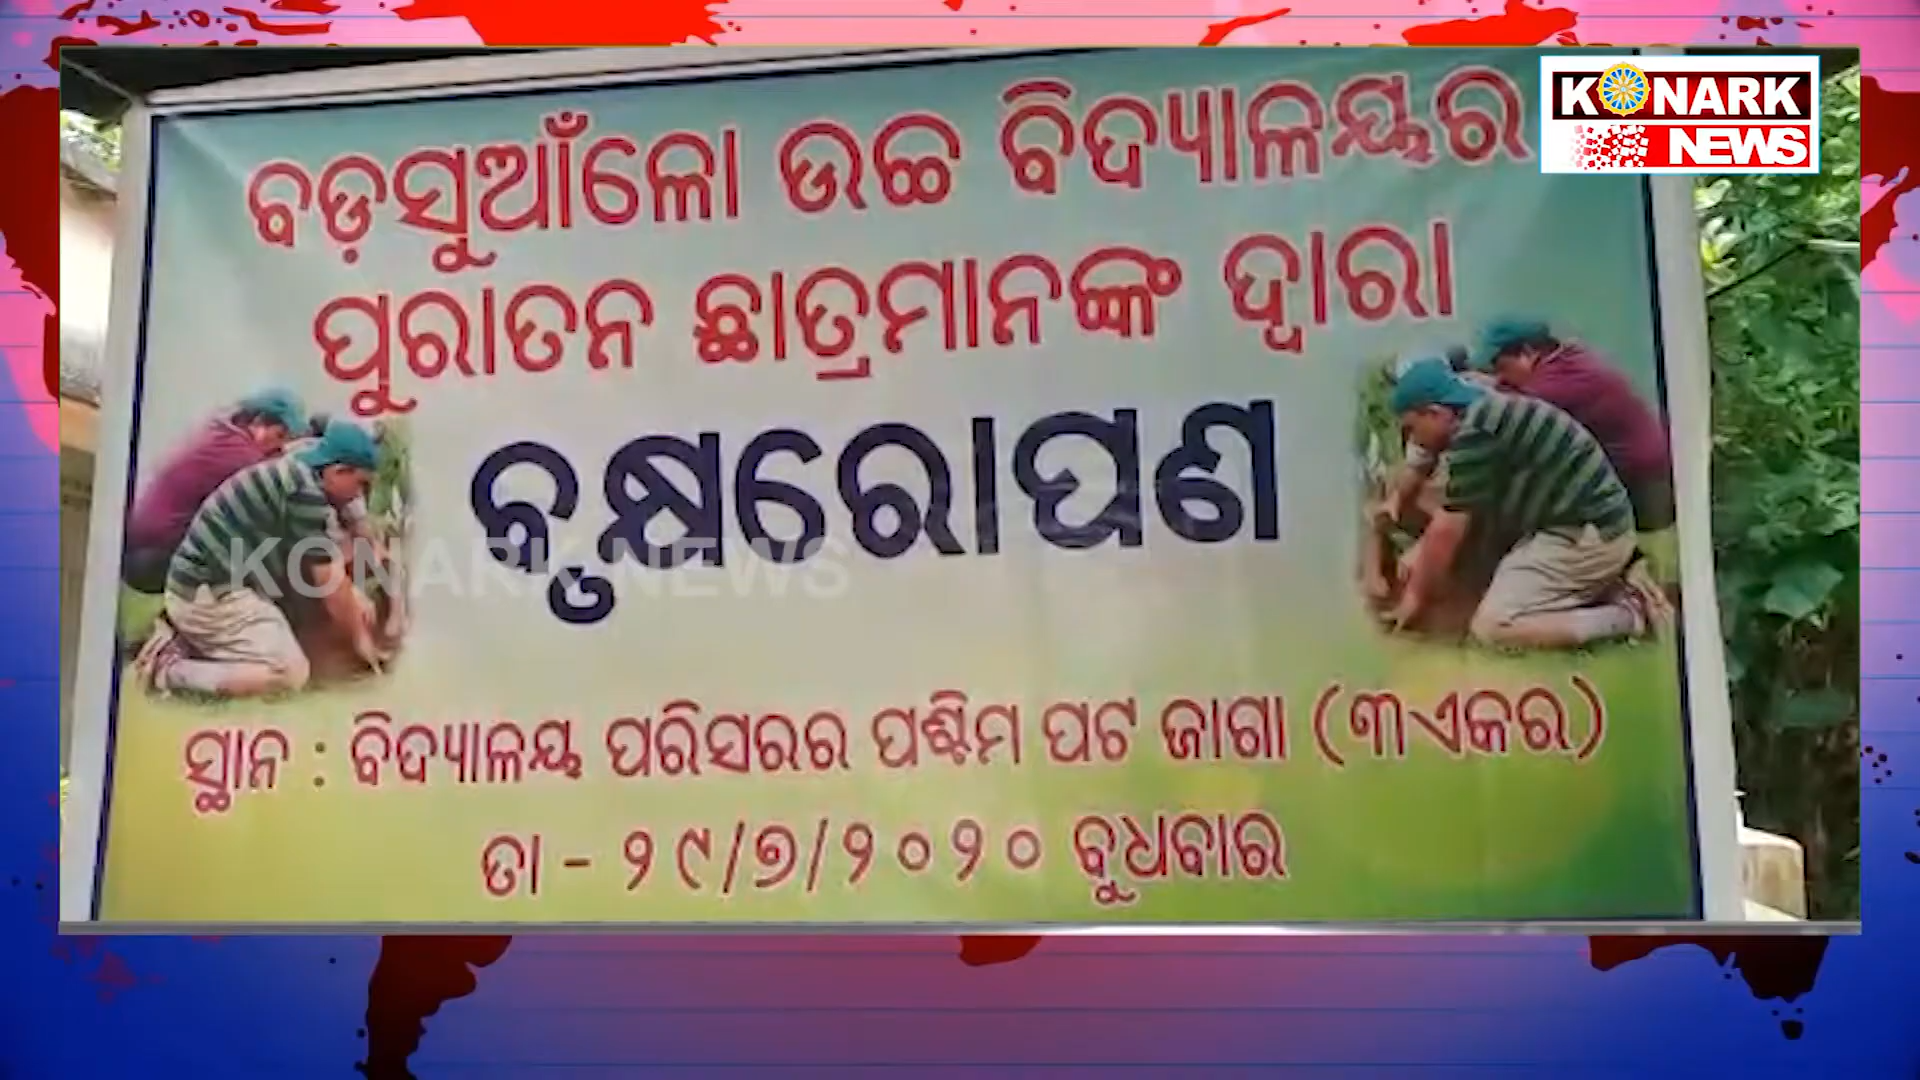 KONARK
NEWS
ବଡ଼ସୁଆଁଳୋ ଉଚ୍ଚ ବିଦ୍ୟାଳୟର
ପୁରାତନ ଛାତ୍ରମାନଙ୍କ ଦ୍ୱାରା
ବୃକ୍ଷରୋପଣ
KONARK NEWS
ସ୍ଥାନ : ବିଦ୍ୟାଳୟ ପରିସରର ପଶ୍ଚିମ ପଟ ଜାଗା (୩ଏକର)
ତା - ୨୯/୭/୨୦୨୦ ବୁଧବାର